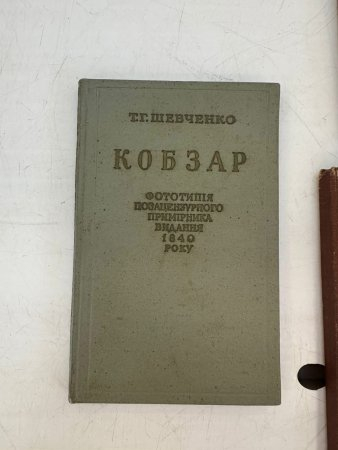 Т.Г. ШЕВЧЕНКО
КОБЗАР
ФОТОТИПІЯ
ПОЗАЦЕНЗУРНОГО
ПРИМІРНИКА
ВИДАННЯ
1840
РОКУ